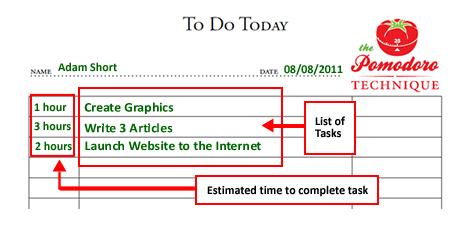 To Do Today
the
Pomodoro
TECHNIQUE
NAME Adam Short DATE 08/08/2011
1 hour Create Graphics
3 hours Write 3 Articles
2 hours Launch Website to the Internet
List of
Tasks
Estimated time to complete task